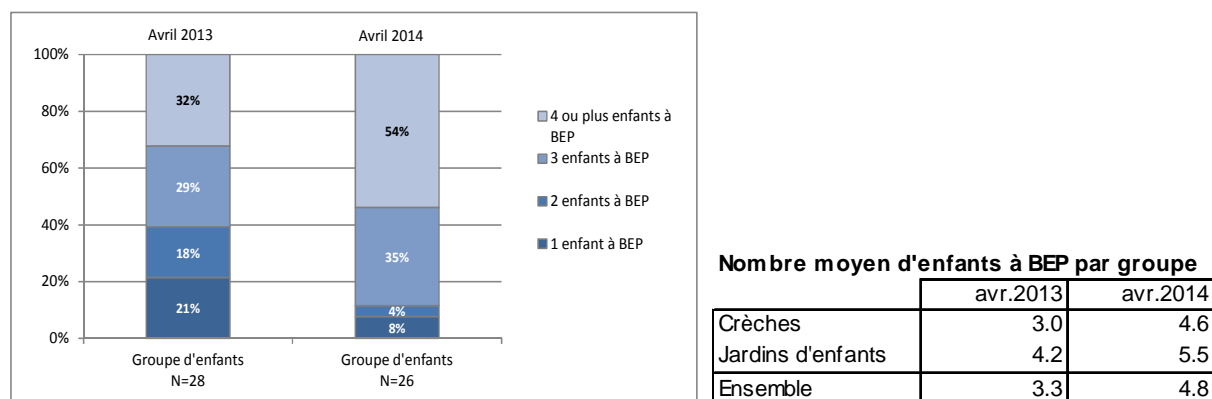 Avril 2013 Avril 2014
100%
80%
60%
40%
20%
0%
32%
29%
18%
21%
54%
35%
4%
8%
Groupe d'enfants
N=28
Groupe d'enfants
N=26
4 ou plus enfants à
BEP
3 enfants à BEP
2 enfants à BEP
1 enfant à BEP
Nombre moyen d'enfants à BEP par groupe
avr.2013 avr.2014
Crèches 3.0 4.6
Jardins d'enfants 4.2 5.5
Ensemble 3.3 4.8